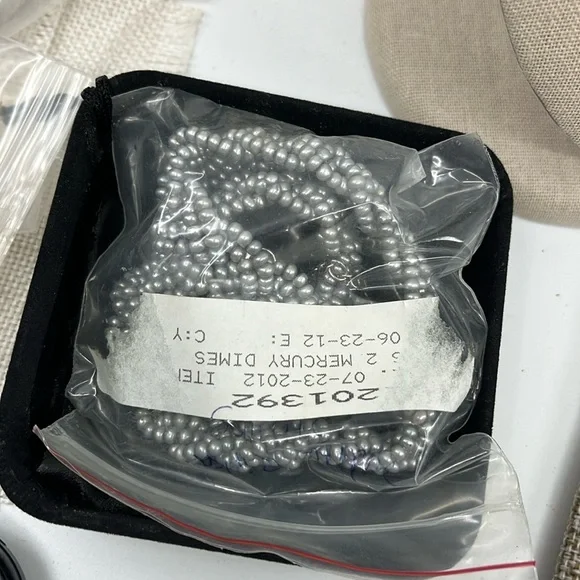 201392
07-23-2012 ITE
2 MERCURY DIMES
06-23-12 E: C:Y